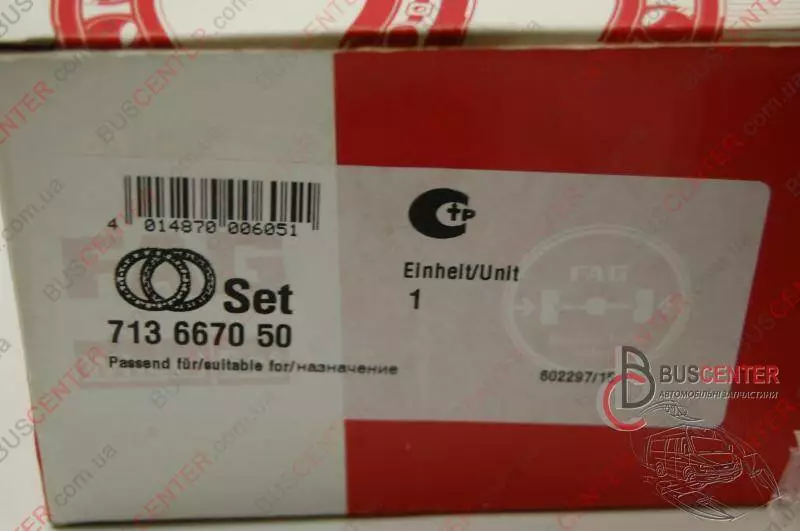 4 014870 006051
Set
713 6670 50
Passend für/suitable for/назначение
Einheit/Unit
1
FAG
602297/15
BUSCENTER
АВТОМОБІЛЬНІ ЗАПЧАСТИНИ
BUSCENTER
.com.ua